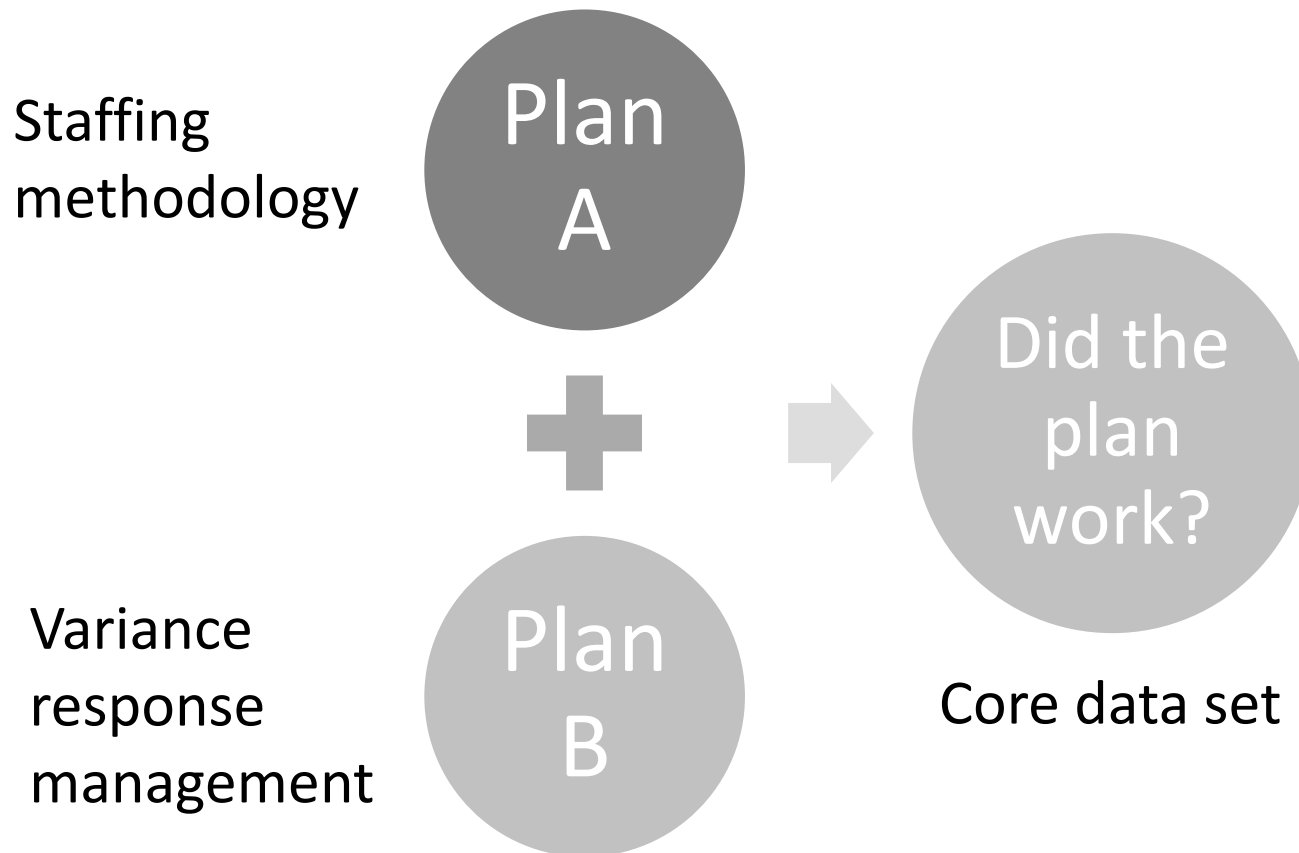 Staffing
methodology
Plan
A
Variance
response
management
Plan
B
Did the
plan
work?
Core data set